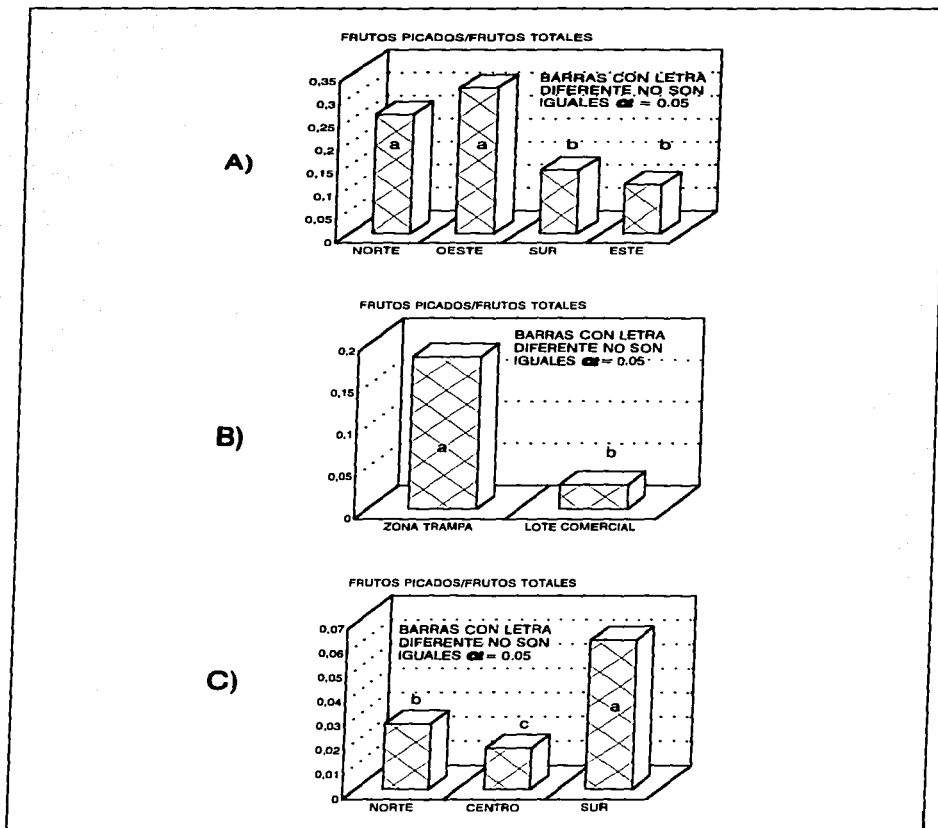 FRUTOS PICADOS/FRUTOS TOTALES
BARRAS CON LETRA
DIFERENTE NO SON
IGUALES α = 0.05
A)
0,35
0,3
0,25
0,2
0,15
0,1
0,05
0
a
a
b
b
NORTE OESTE SUR ESTE
FRUTOS PICADOS/FRUTOS TOTALES
BARRAS CON LETRA
DIFERENTE NO SON
IGUALES α = 0.05
B)
0,2
0,15
0,1
0,05
0
a
b
ZONA TRAMPA LOTE COMERCIAL
FRUTOS PICADOS/FRUTOS TOTALES
BARRAS CON LETRA
DIFERENTE NO SON
IGUALES α = 0.05
C)
0,07
0,06
0,05
0,04
0,03
0,02
0,01
0
b
c
a
NORTE CENTRO SUR